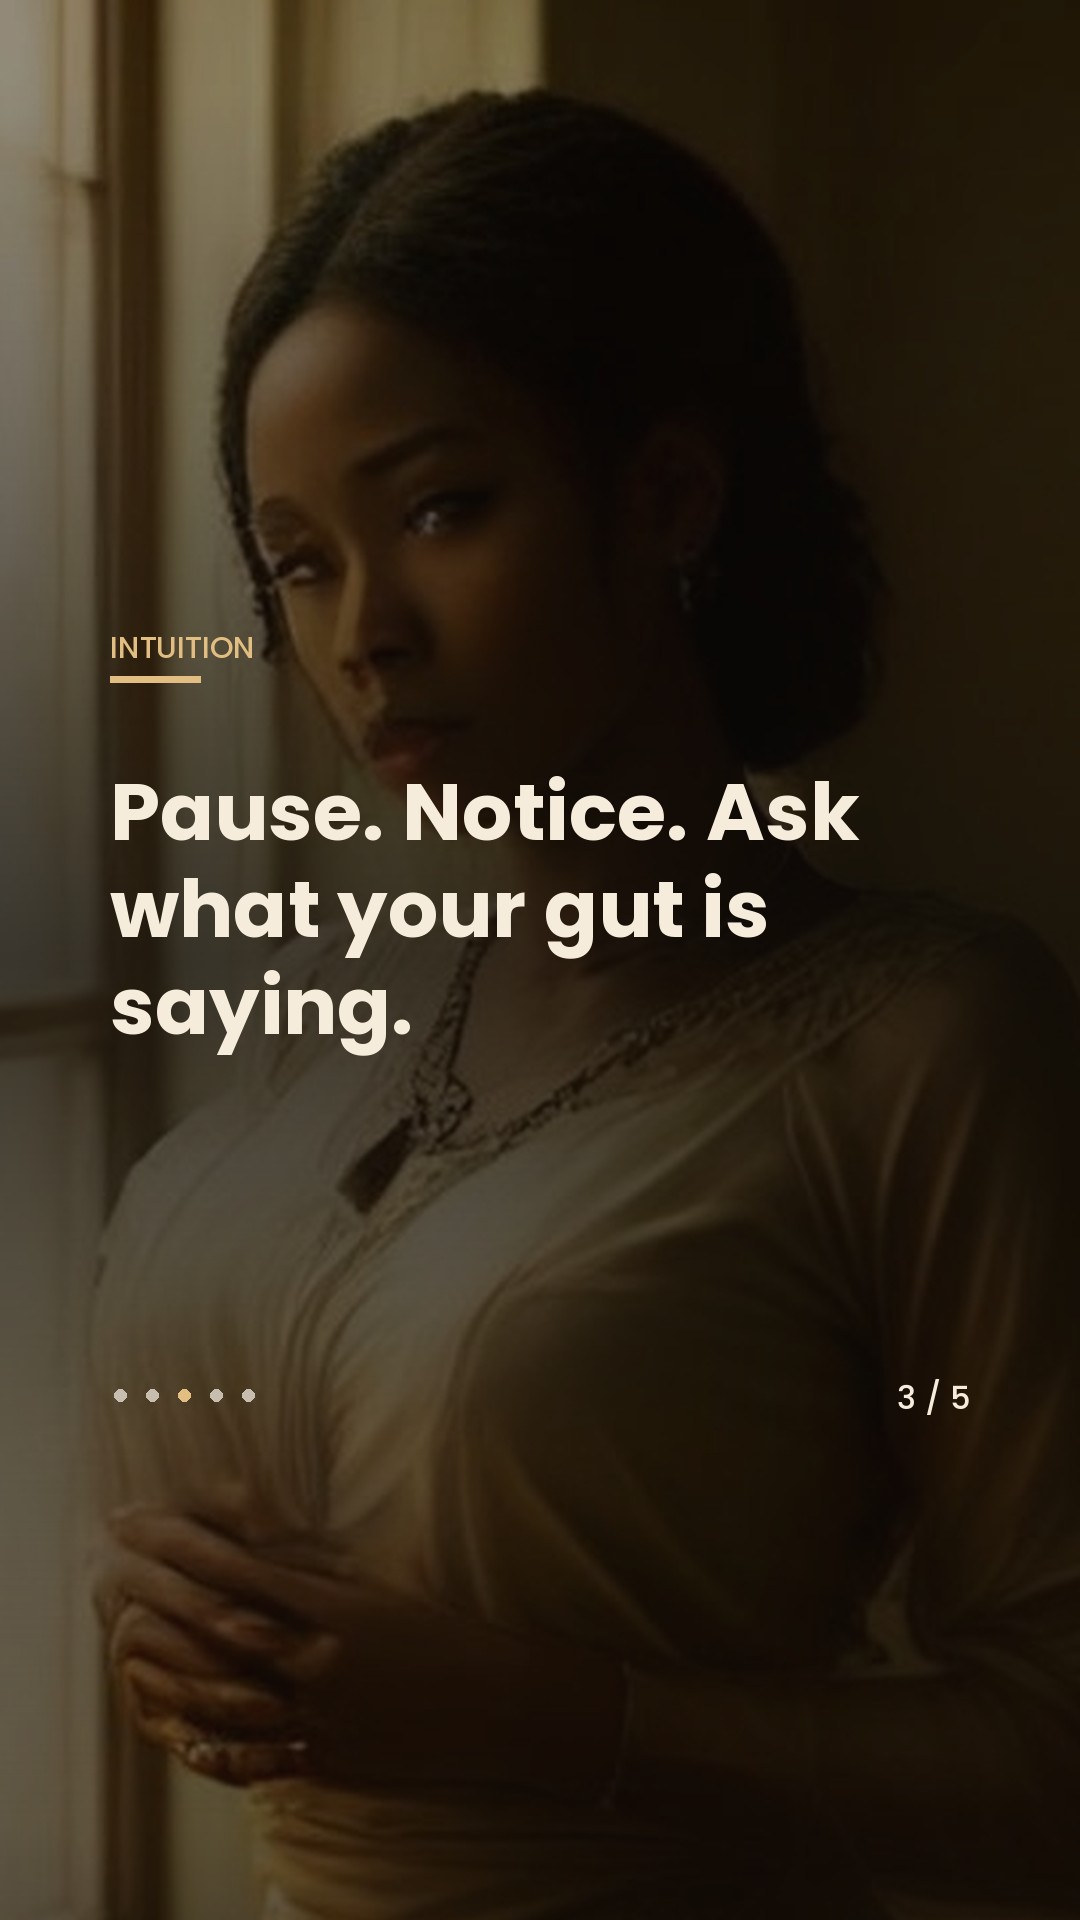 INTUITION
Pause. Notice. Ask
what your gut is
saying.
3 / 5